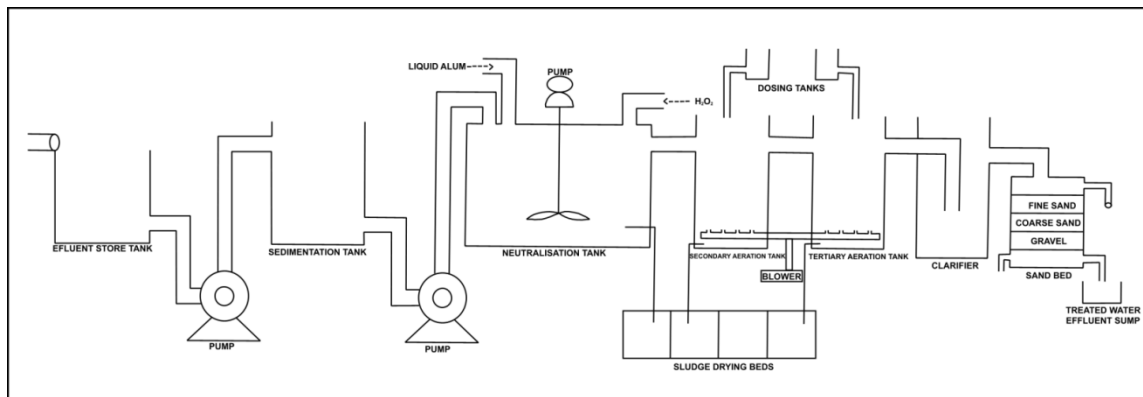 LIQUID ALUM
PUMP
H₂O₂
DOSING TANKS
EFLUENT STORE TANK
SEDIMENTATION TANK
NEUTRALISATION TANK
SECONDARY AERATION TANK
TERTIARY AERATION TANK
BLOWER
CLARIFIER
FINE SAND
COARSE SAND
GRAVEL
SAND BED
TREATED WATER
EFFLUENT SUMP
PUMP
PUMP
SLUDGE DRYING BEDS